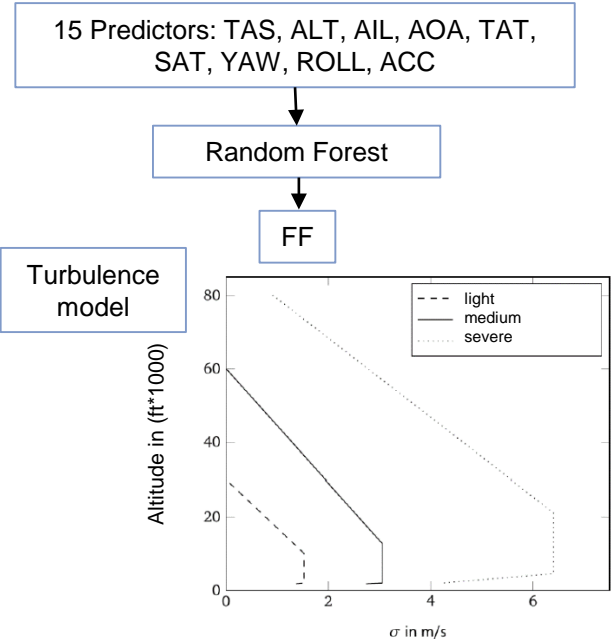 15 Predictors: TAS, ALT, AIL, AOA, TAT,
SAT, YAW, ROLL, ACC
Random Forest
FF
Turbulence
model
light
medium
severe
Altitude in (ft*1000)
80
60
40
20
0
0 2 4 6
σ in m/s